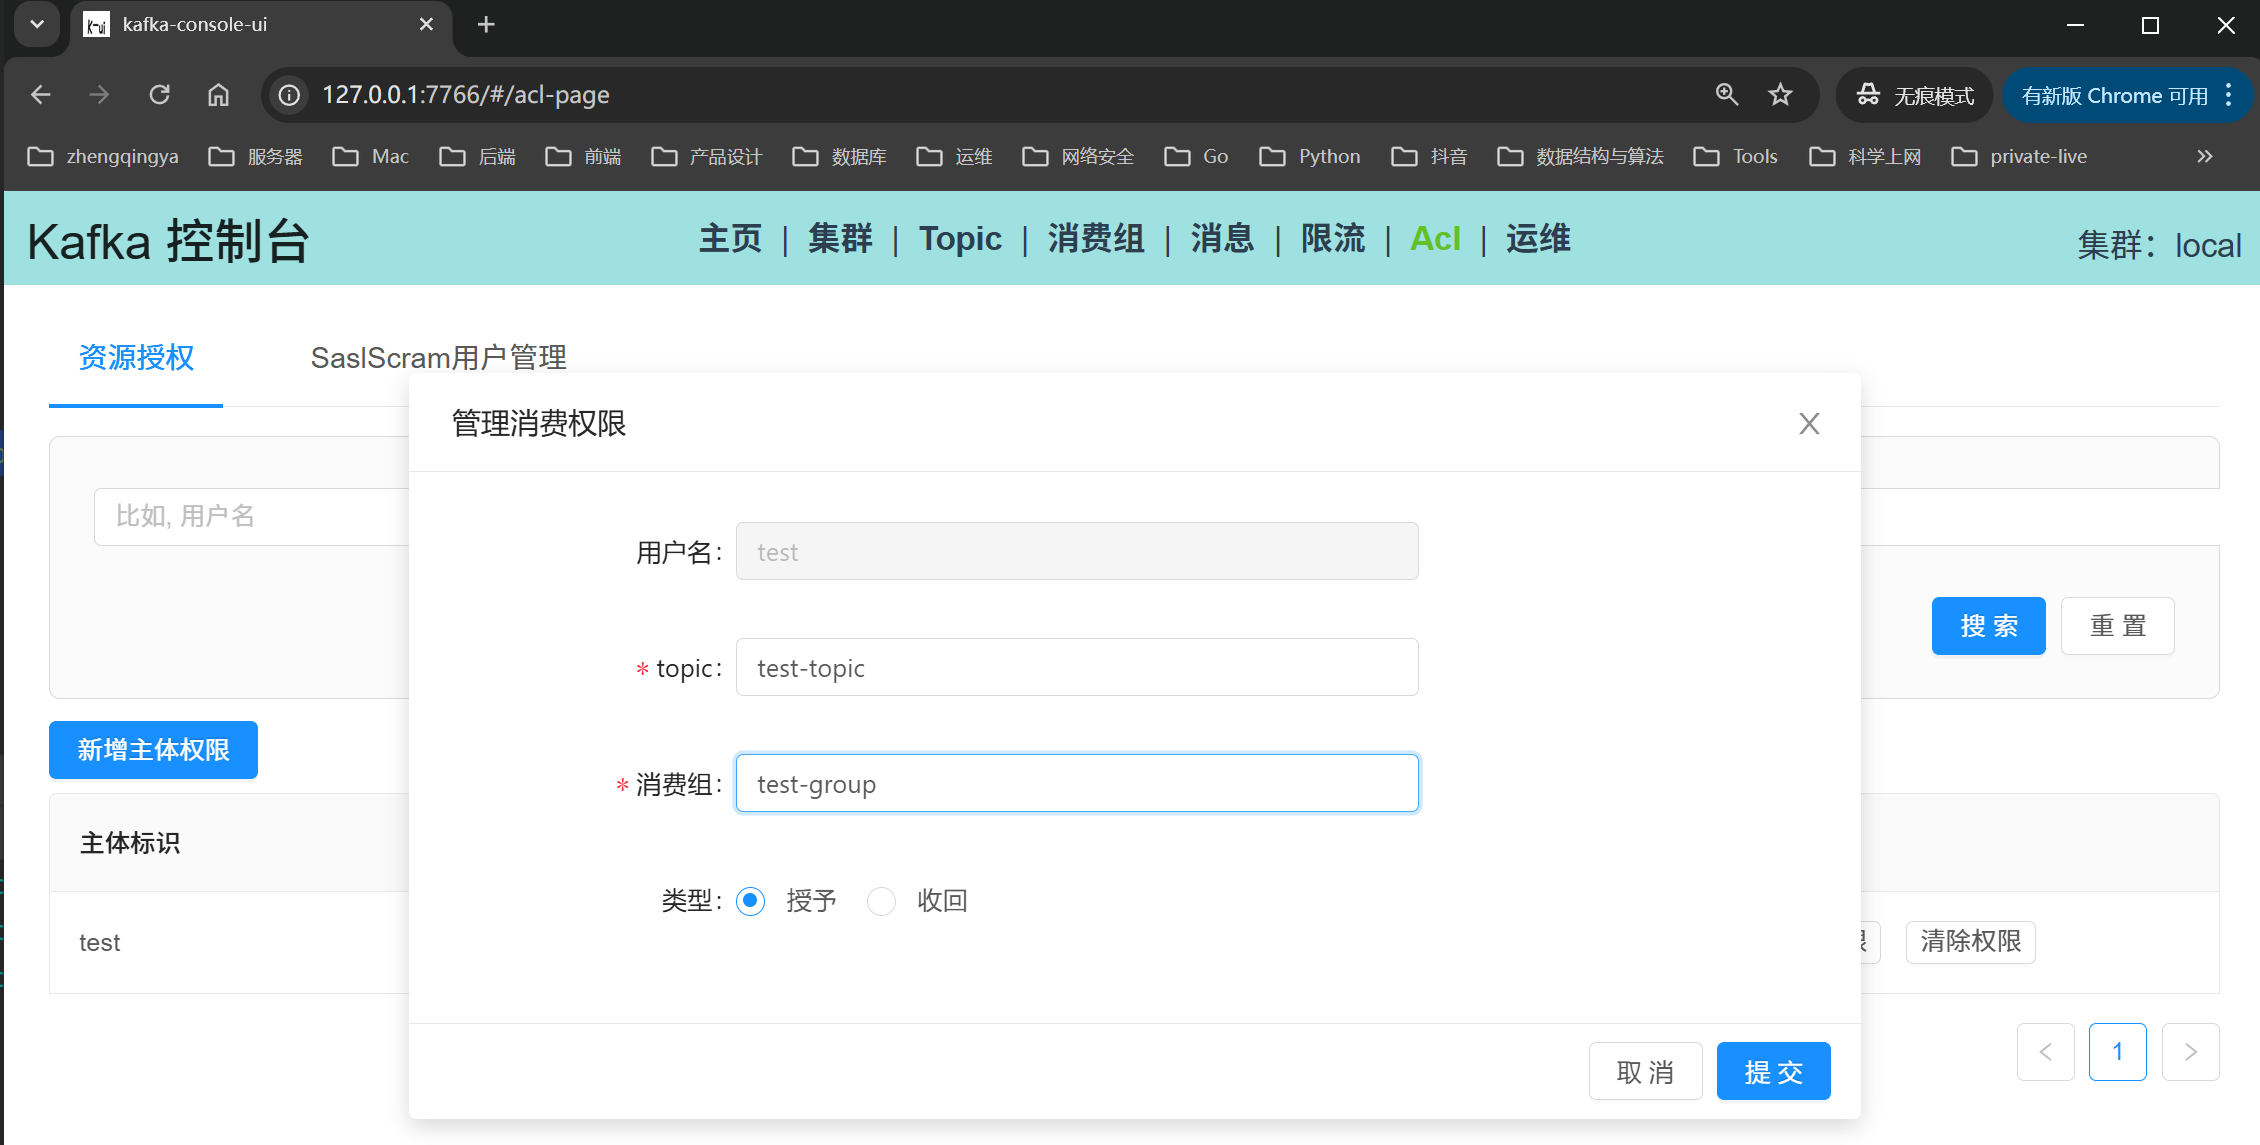 kafka-console-ui
127.0.0.1:7766/#/acl-page
无痕模式
有新版 Chrome 可用
zhengqingya
服务器
Mac
后端
前端
产品设计
数据库
运维
网络安全
Go
Python
抖音
数据结构与算法
Tools
科学上网
private-live
Kafka 控制台
主页 | 集群 | Topic | 消费组 | 消息 | 限流 | Acl | 运维
集群：local
资源授权
SaslScram用户管理
管理消费权限
比如, 用户名
用户名：
test
* topic：
test-topic
搜 索
重 置
新增主体权限
* 消费组：
test-group
主体标识
类型：
授予
收回
test
清除权限
取 消
提 交
1